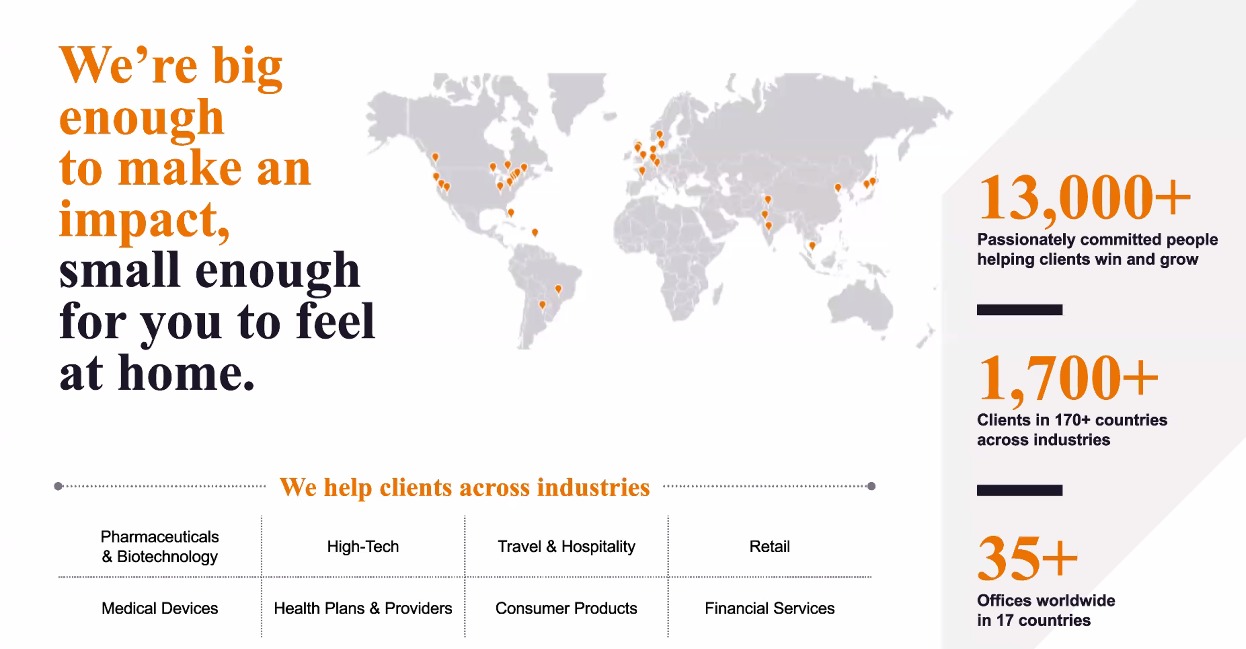 We’re big
enough
to make an
impact,
small enough
for you to feel
at home.
13,000+
Passionately committed people
helping clients win and grow
1,700+
Clients in 170+ countries
across industries
35+
Offices worldwide
in 17 countries
We help clients across industries
Pharmaceuticals
& Biotechnology
High-Tech
Travel & Hospitality
Retail
Medical Devices
Health Plans & Providers
Consumer Products
Financial Services